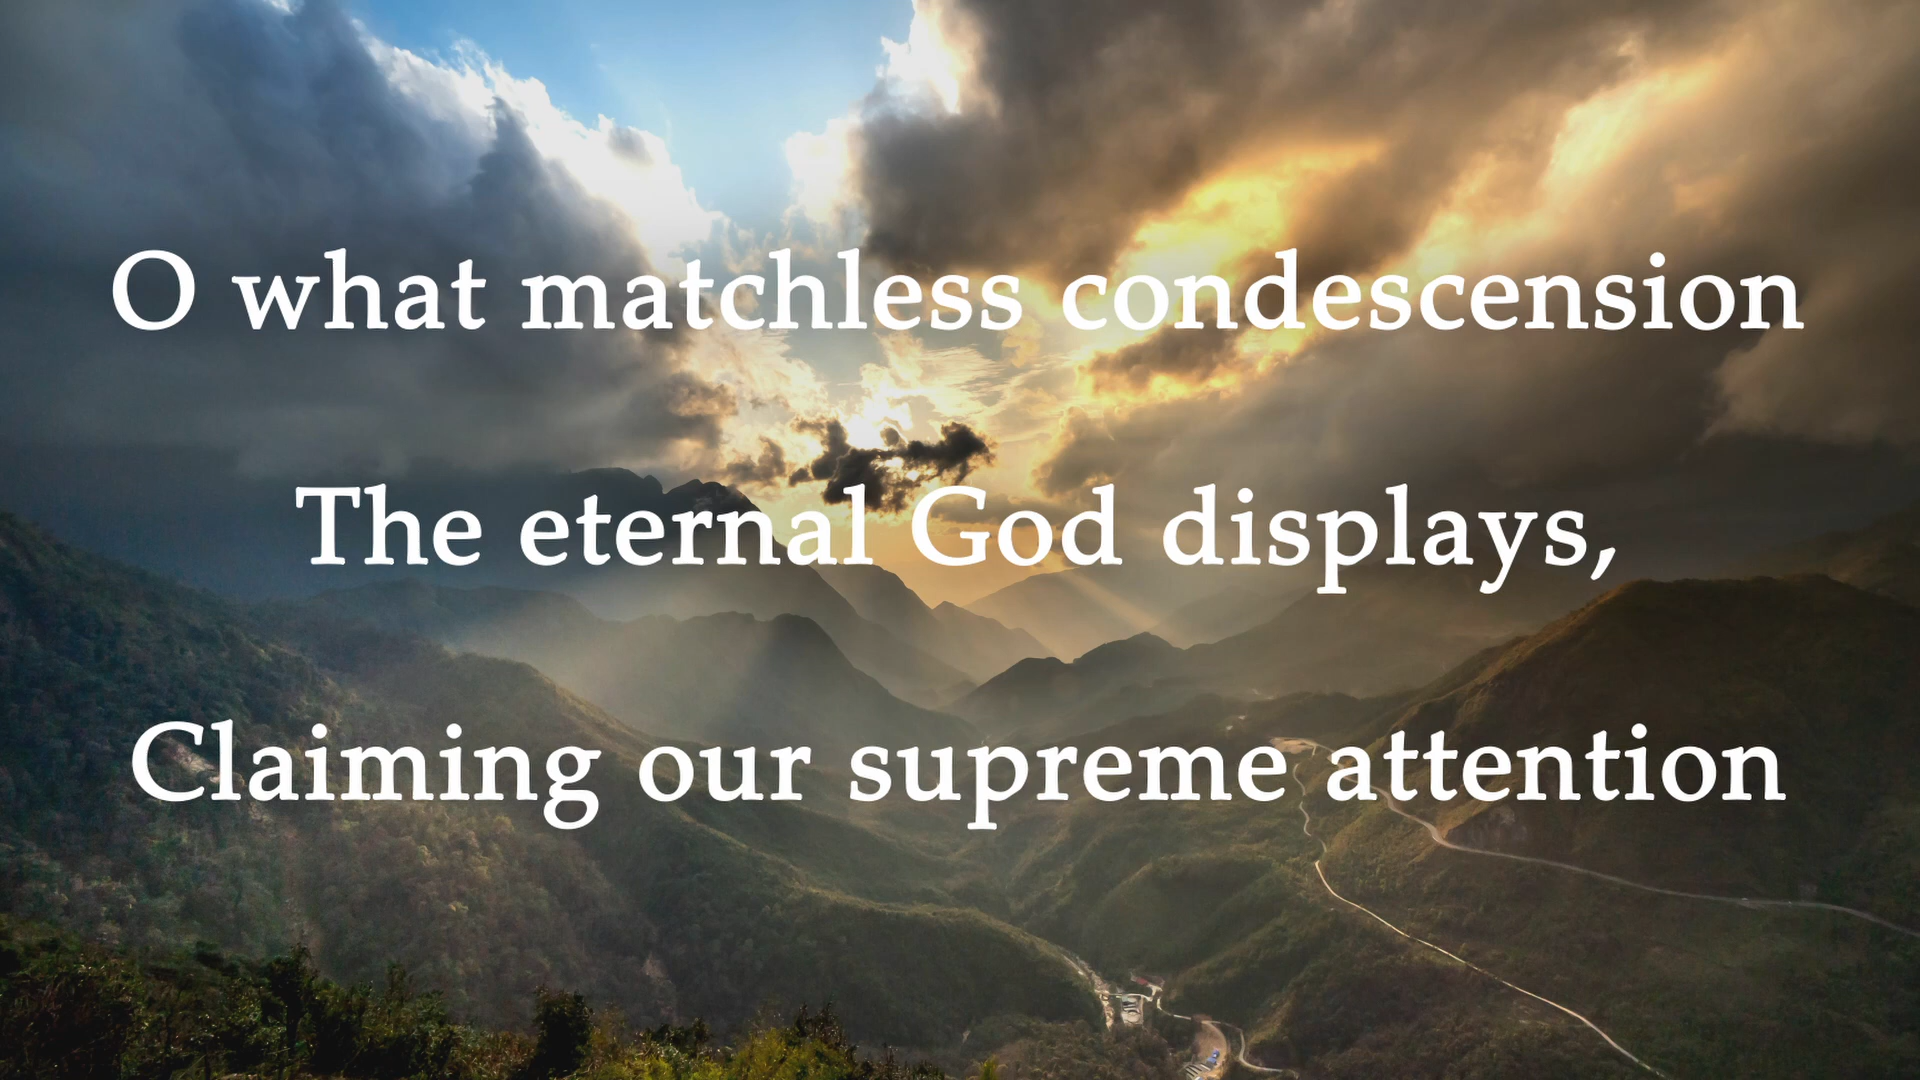 O what matchless condescension
The eternal God displays,
Claiming our supreme attention